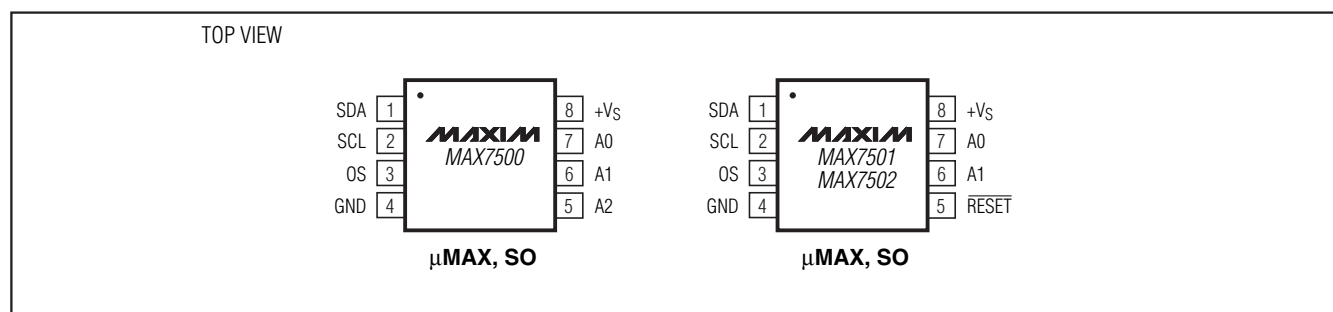 TOP VIEW
SDA 1 8 +VS
SCL 2 MAXIM 7 A0
OS 3 MAX7500 6 A1
GND 4 5 A2
µMAX, SO
SDA 1 8 +VS
SCL 2 MAXIM 7 A0
OS 3 MAX7501 6 A1
MAX7502
GND 4 5 RESET
µMAX, SO